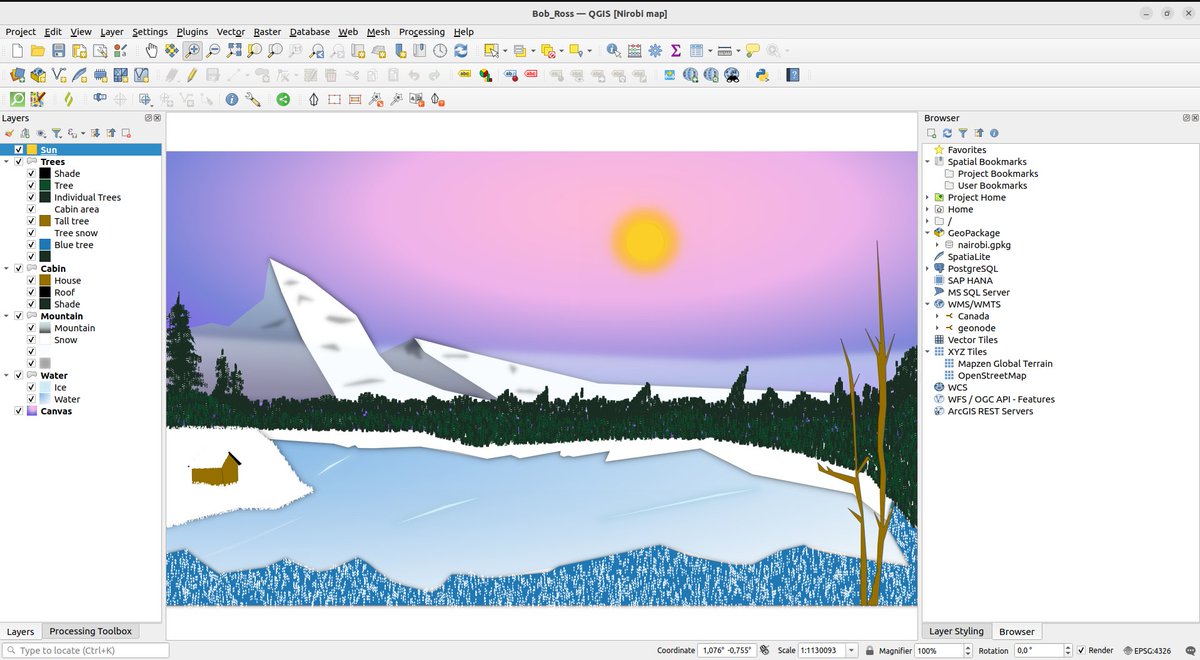 Bob_Ross — QGIS [Nirobi map]
Project Edit View Layer Settings Plugins Vector Raster Database Web Mesh Processing Help
Layers
Sun
Trees
Shade
Tree
Individual Trees
Cabin area
Tall tree
Tree snow
Blue tree
Cabin
House
Roof
Shade
Mountain
Mountain
Snow
Water
Ice
Water
Canvas
Browser
Favorites
Spatial Bookmarks
Project Bookmarks
User Bookmarks
Project Home
Home
/
GeoPackage
nairobi.gpkg
SpatiaLite
PostgreSQL
SAP HANA
MS SQL Server
WMS/WMTS
Canada
geonode
Vector Tiles
XYZ Tiles
Mapzen Global Terrain
OpenStreetMap
WCS
WFS / OGC API - Features
ArcGIS REST Servers
Layers Processing Toolbox
Layer Styling Browser
Type to locate (Ctrl+K)
Coordinate 1,076° -0,755° Scale 1:1130093 Magnifier 100% Rotation 0,0° Render EPSG:4326